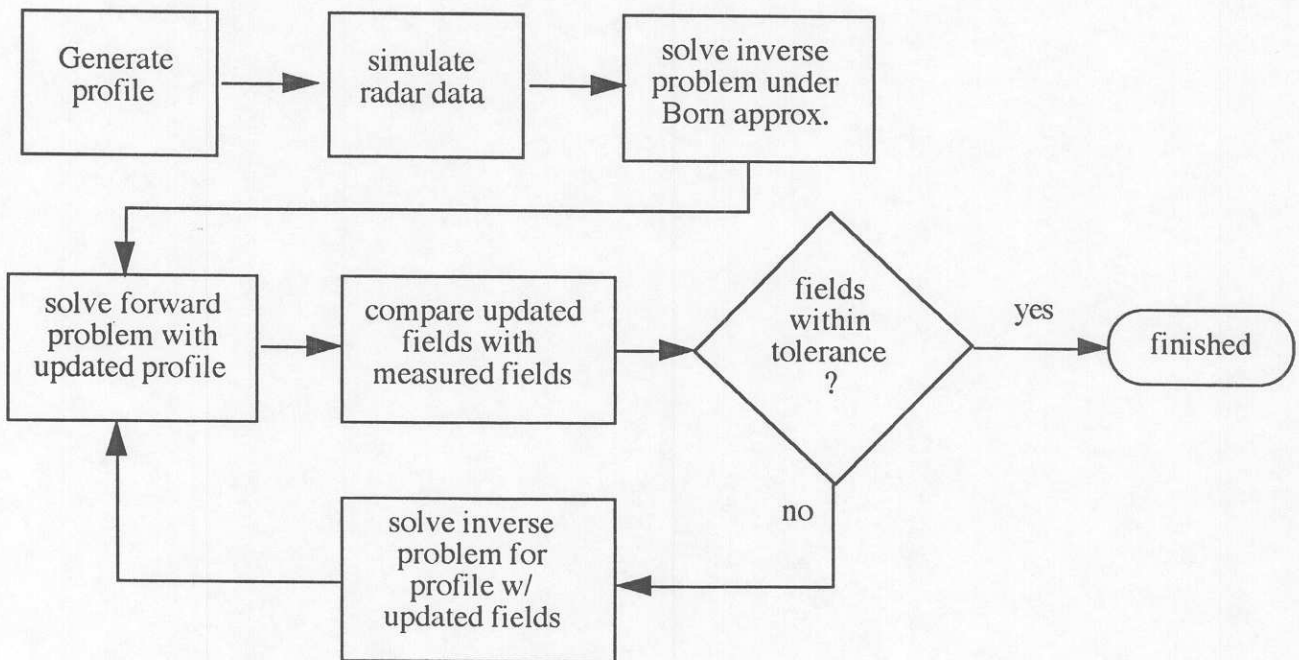 Generate
profile
simulate
radar data
solve inverse
problem under
Born approx.
solve forward
problem with
updated profile
compare updated
fields with
measured fields
fields
within
tolerance
?
yes
finished
no
solve inverse
problem for
profile w/
updated fields